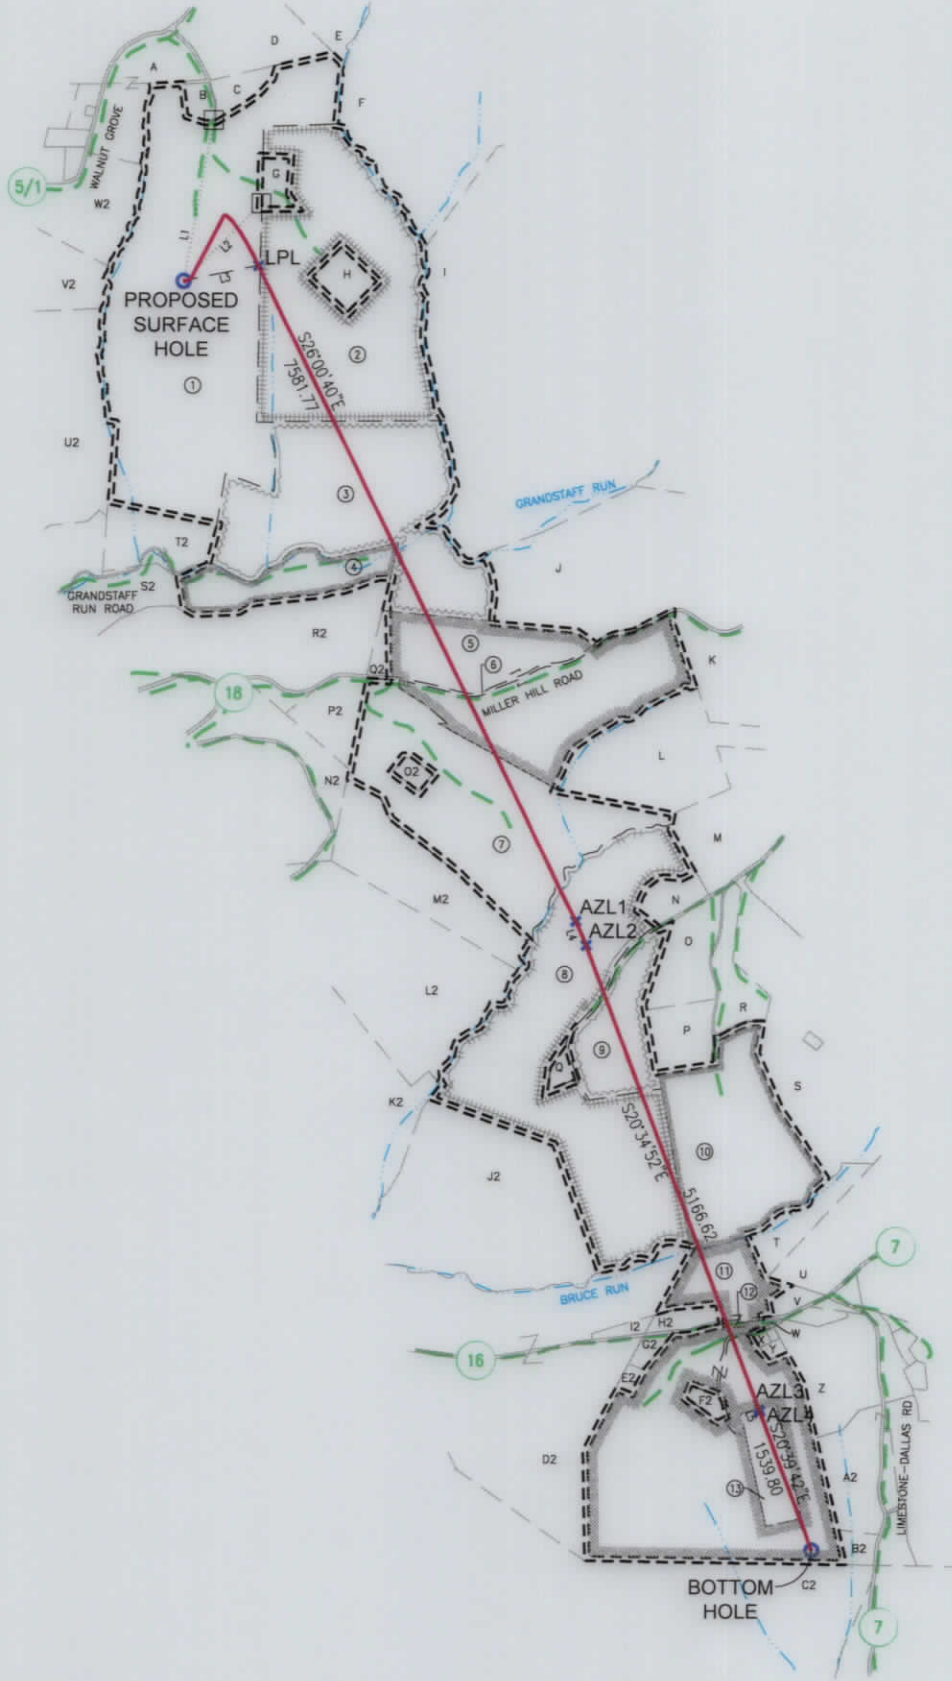 E
D
A
C
B
F
WALNUT GROVE
G
5/1
W2
L1
L2
LPL
I
H
L3
V2
PROPOSED
SURFACE
HOLE
S26°00'40"E
7581.77
2
1
U2
3
GRANDSTAFF RUN
T2
4
J
S2
GRANDSTAFF
RUN ROAD
R2
5
6
K
Q2
MILLER HILL ROAD
18
P2
L
O2
N2
7
M
M2
N
AZL1
L4
AZL2
O
8
L2
R
P
9
Q
S
K2
S20°34'52"E
5166.62
10
J2
T
7
11
U
12
BRUCE RUN
V
I2
H2
W
G2
16
E2
F2
AZL3
Z
AZL4
LIMESTONE-DALLAS RD
D2
S20°59'42"E
1539.80
A2
13
B2
C2
BOTTOM
HOLE
7